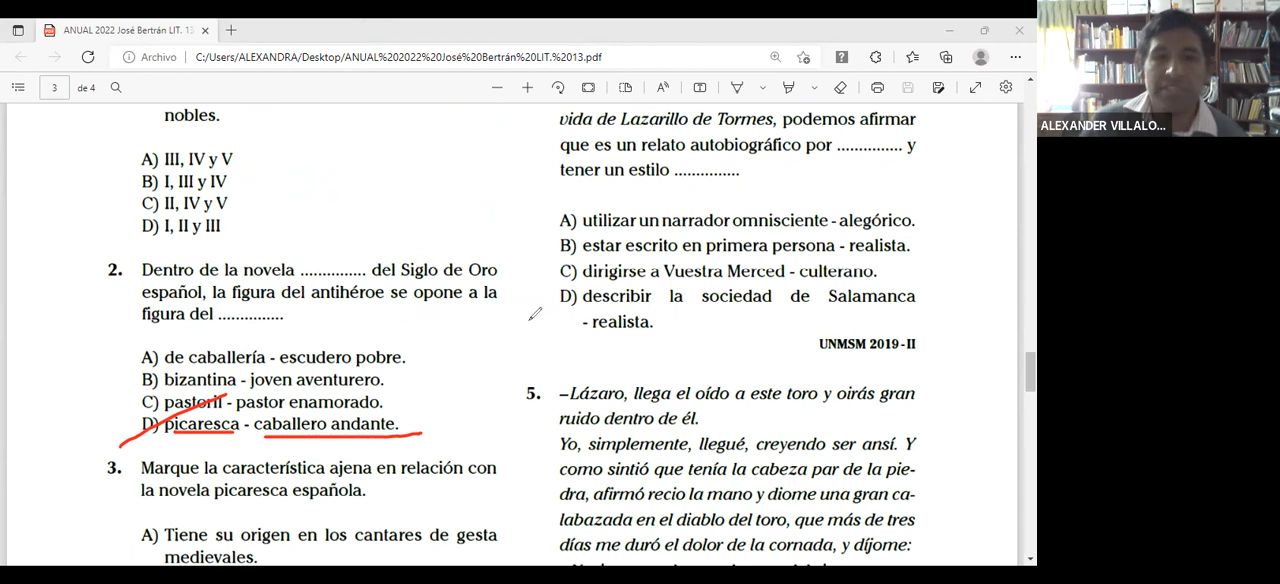 ANUAL 2022 José Bertrán LIT. 13
Archivo
C:/Users/ALEXANDRA/Desktop/ANUAL%202022%20José%20Bertrán%20LIT.%2013.pdf
3
de 4
nobles.
A) III, IV y V
B) I, III y IV
C) II, IV y V
D) I, II y III
2. Dentro de la novela ............... del Siglo de Oro
español, la figura del antihéroe se opone a la
figura del ...............
A) de caballería - escudero pobre.
B) bizantina - joven aventurero.
C) pastoril - pastor enamorado.
D) picaresca - caballero andante.
3. Marque la característica ajena en relación con
la novela picaresca española.
A) Tiene su origen en los cantares de gesta
medievales.
vida de Lazarillo de Tormes, podemos afirmar
que es un relato autobiográfico por ............... y
tener un estilo ...............
A) utilizar un narrador omnisciente - alegórico.
B) estar escrito en primera persona - realista.
C) dirigirse a Vuestra Merced - culterano.
D) describir la sociedad de Salamanca
- realista.
UNMSM 2019-II
5. –Lázaro, llega el oído a este toro y oirás gran
ruido dentro de él.
Yo, simplemente, llegué, creyendo ser ansí. Y
como sintió que tenía la cabeza par de la pie-
dra, afirmó recio la mano y diome una gran ca-
labazada en el diablo del toro, que más de tres
días me duró el dolor de la cornada, y díjome:
ALEXANDER VILLALO...